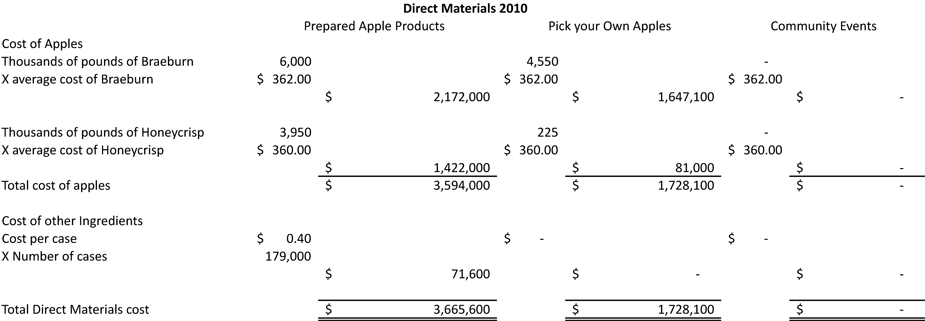 Direct Materials 2010
Prepared Apple Products Pick your Own Apples Community Events
Cost of Apples
Thousands of pounds of Braeburn 6,000 4,550 -
X average cost of Braeburn $ 362.00 $ 362.00 $ 362.00
$ 2,172,000 $ 1,647,100 $ -
Thousands of pounds of Honeycrisp 3,950 225 -
X average cost of Honeycrisp $ 360.00 $ 360.00 $ 360.00
$ 1,422,000 $ 81,000 $ -
Total cost of apples $ 3,594,000 $ 1,728,100 $ -
Cost of other Ingredients
Cost per case $ 0.40 $ - $ -
X Number of cases 179,000
$ 71,600 $ - $ -
Total Direct Materials cost $ 3,665,600 $ 1,728,100 $ -